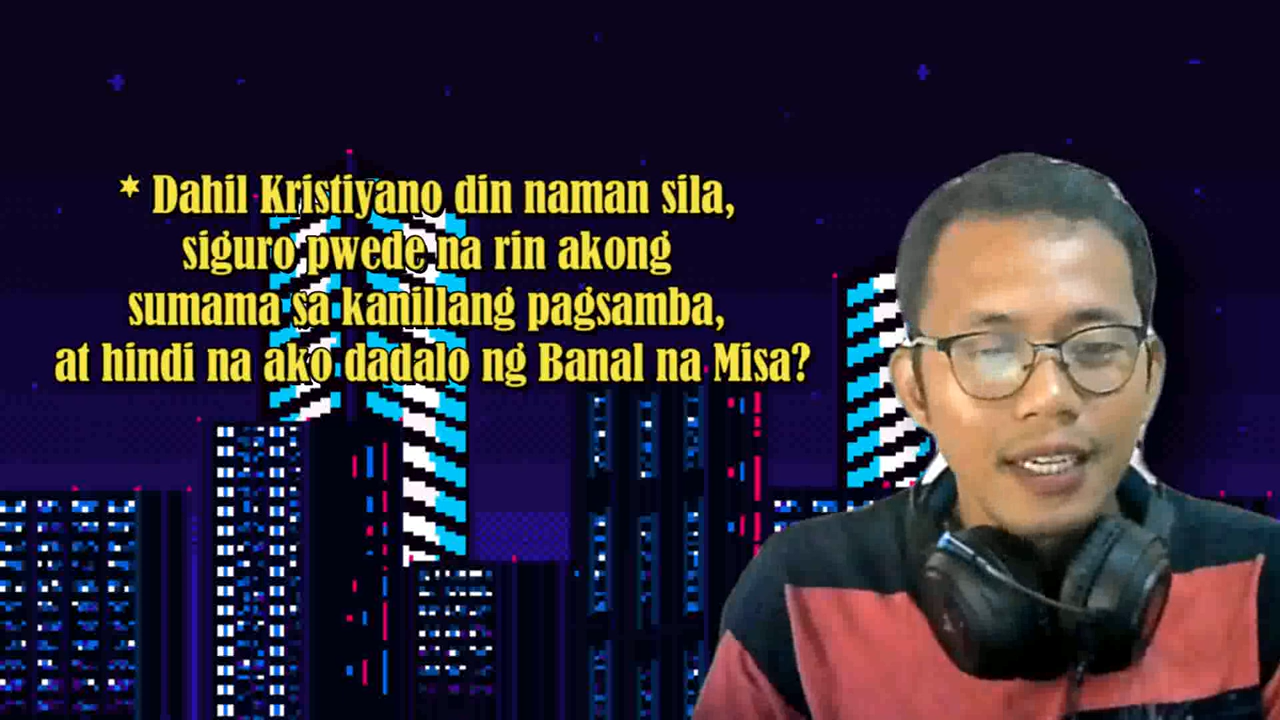 * Dahil Kristiyano din naman sila,
siguro pwede na rin akong
sumama sa kanillang pagsamba,
at hindi na ako dadalo ng Banal na Misa?